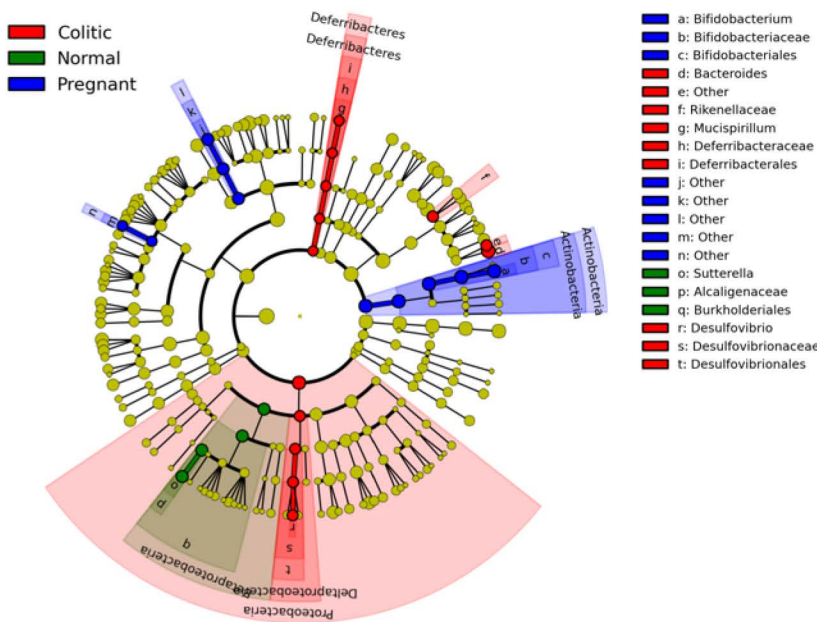 Colitic
Normal
Pregnant
Deferribacteres
Deferribacteres
i
h
g
l
k
j
n
m
f
e
d
a
b
c
Actinobacteria
Actinobacteria
o
p
q
Betaproteobacteria
r
s
t
Deltaproteobacteria
Proteobacteria
a: Bifidobacterium
b: Bifidobacteriaceae
c: Bifidobacteriales
d: Bacteroides
e: Other
f: Rikenellaceae
g: Mucispirillum
h: Deferribacteraceae
i: Deferribacterales
j: Other
k: Other
l: Other
m: Other
n: Other
o: Sutterella
p: Alcaligenaceae
q: Burkholderiales
r: Desulfovibrio
s: Desulfovibrionaceae
t: Desulfovibrionales